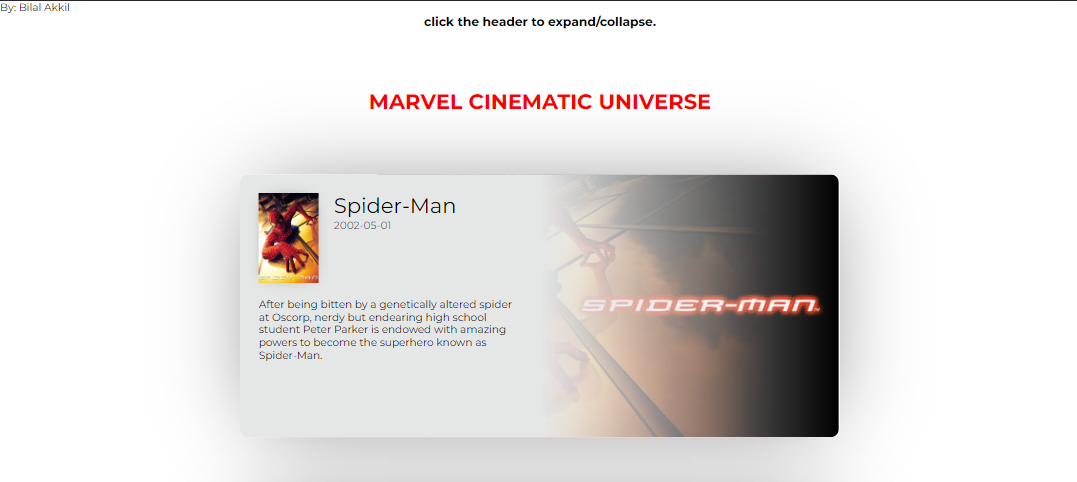 By: Bilal Akkil
click the header to expand/collapse.
MARVEL CINEMATIC UNIVERSE
Spider-Man
2002-05-01
SPIDER-MAN
After being bitten by a genetically altered spider
at Oscorp, nerdy but endearing high school
student Peter Parker is endowed with amazing
powers to become the superhero known as
Spider-Man.
SPIDER-MAN